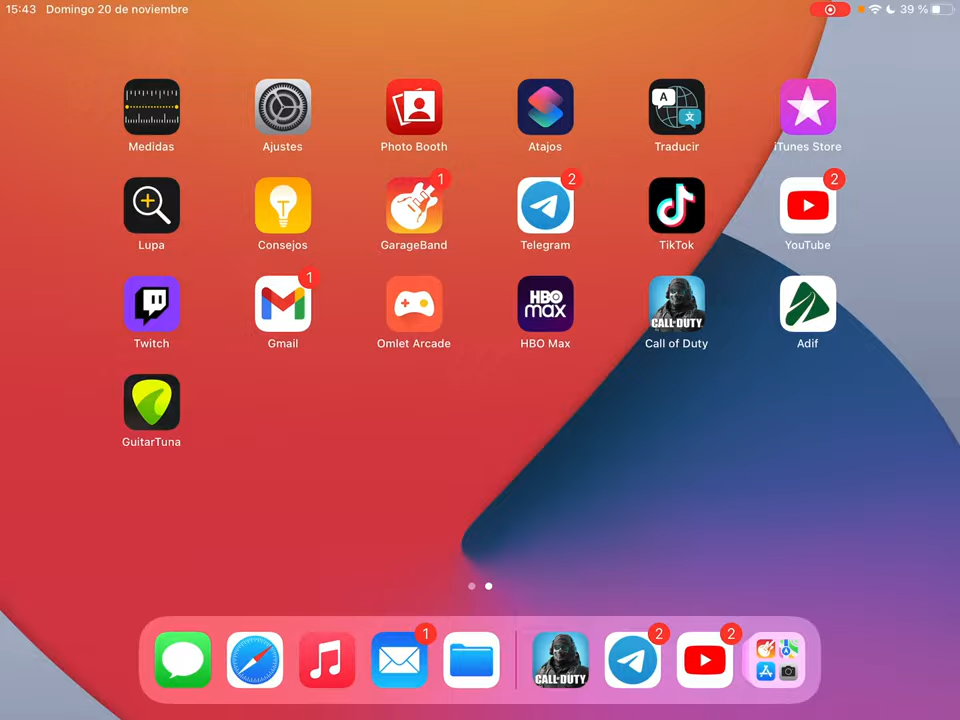 15:43 Domingo 20 de noviembre 39 %
Medidas Ajustes Photo Booth Atajos A 文 Traducir iTunes Store
1 2 2
Lupa Consejos GarageBand Telegram TikTok YouTube
1 HBO max CALL·DUTY
Twitch Gmail Omlet Arcade HBO Max Call of Duty Adif
GuitarTuna
1 CALL·DUTY 2 2